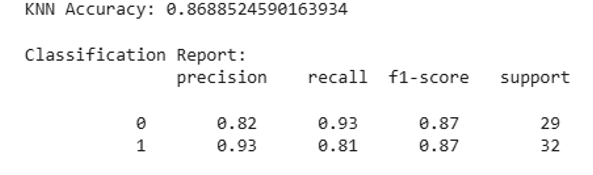 KNN Accuracy: 0.8688524590163934
Classification Report:
precision recall f1-score support
0 0.82 0.93 0.87 29
1 0.93 0.81 0.87 32